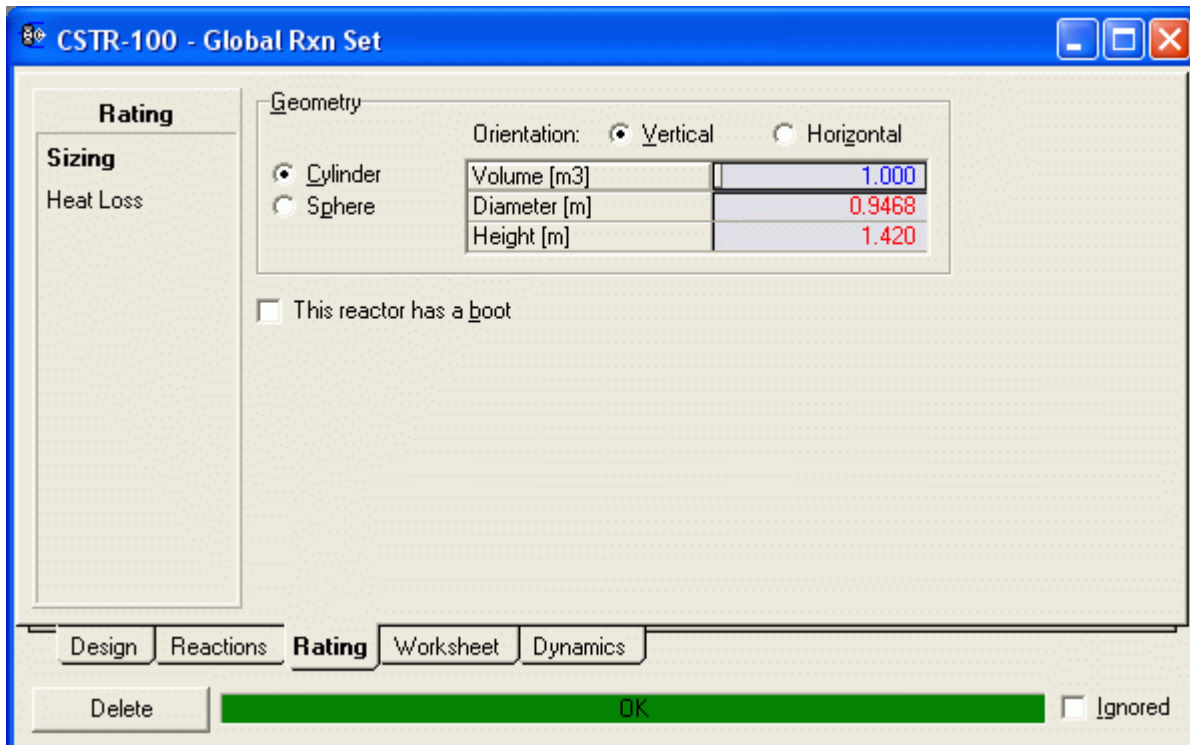 CSTR-100 - Global Rxn Set
Rating
Sizing
Heat Loss
Geometry
Orientation: Vertical Horizontal
Cylinder
Sphere
Volume [m3] 1.000
Diameter [m] 0.9468
Height [m] 1.420
This reactor has a boot
Design Reactions Rating Worksheet Dynamics
Delete OK Ignored